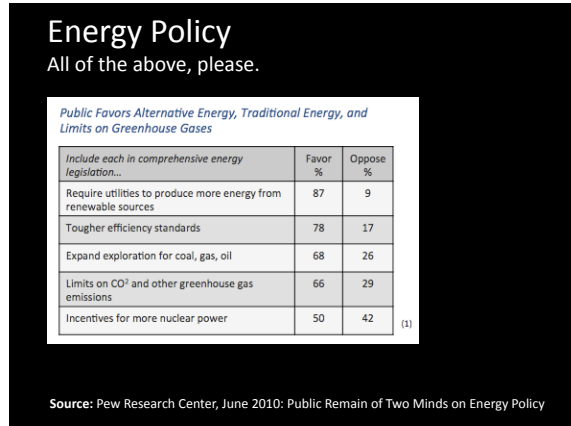 Energy Policy
All of the above, please.
Public Favors Alternative Energy, Traditional Energy, and
Limits on Greenhouse Gases
Include each in comprehensive energy
legislation...
Favor
%
Oppose
%
Require utilities to produce more energy from
renewable sources
87
9
Tougher efficiency standards
78
17
Expand exploration for coal, gas, oil
68
26
Limits on CO² and other greenhouse gas
emissions
66
29
Incentives for more nuclear power
50
42
(1)
Source: Pew Research Center, June 2010: Public Remain of Two Minds on Energy Policy